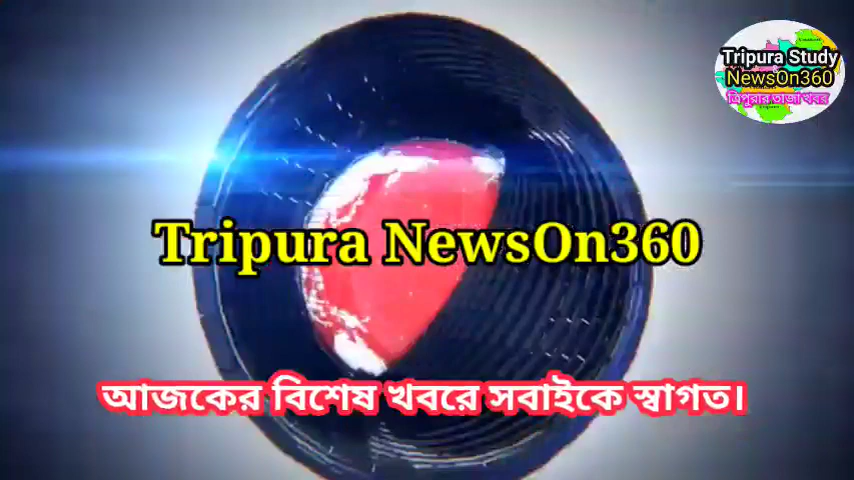 Tripura Study
NewsOn360
ত্রিপুরার তাজা খবর
Tripura NewsOn360
আজকের বিশেষ খবরে সবাইকে স্বাগত।